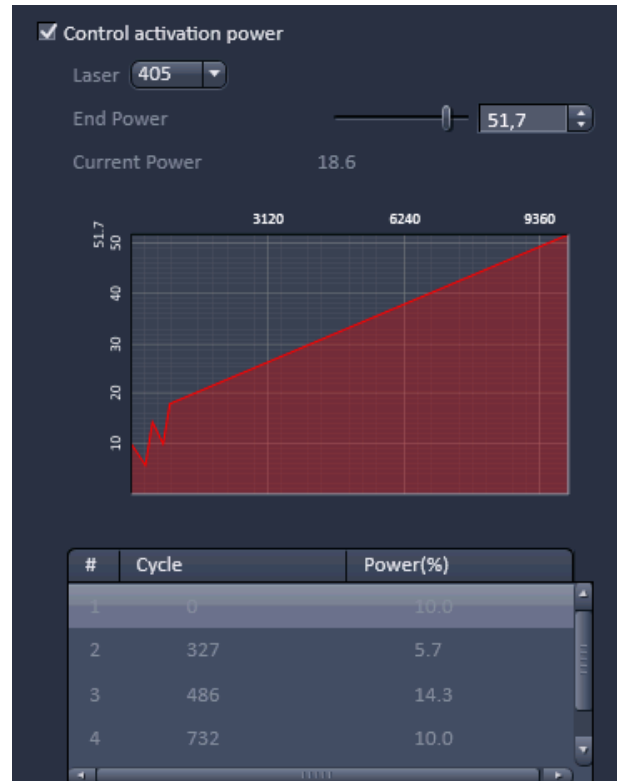 Control activation power
Laser 405
End Power 51,7
Current Power 18.6
3120 6240 9360
51.7
50
40
30
20
10
# Cycle Power(%)
1 0 10.0
2 327 5.7
3 486 14.3
4 732 10.0